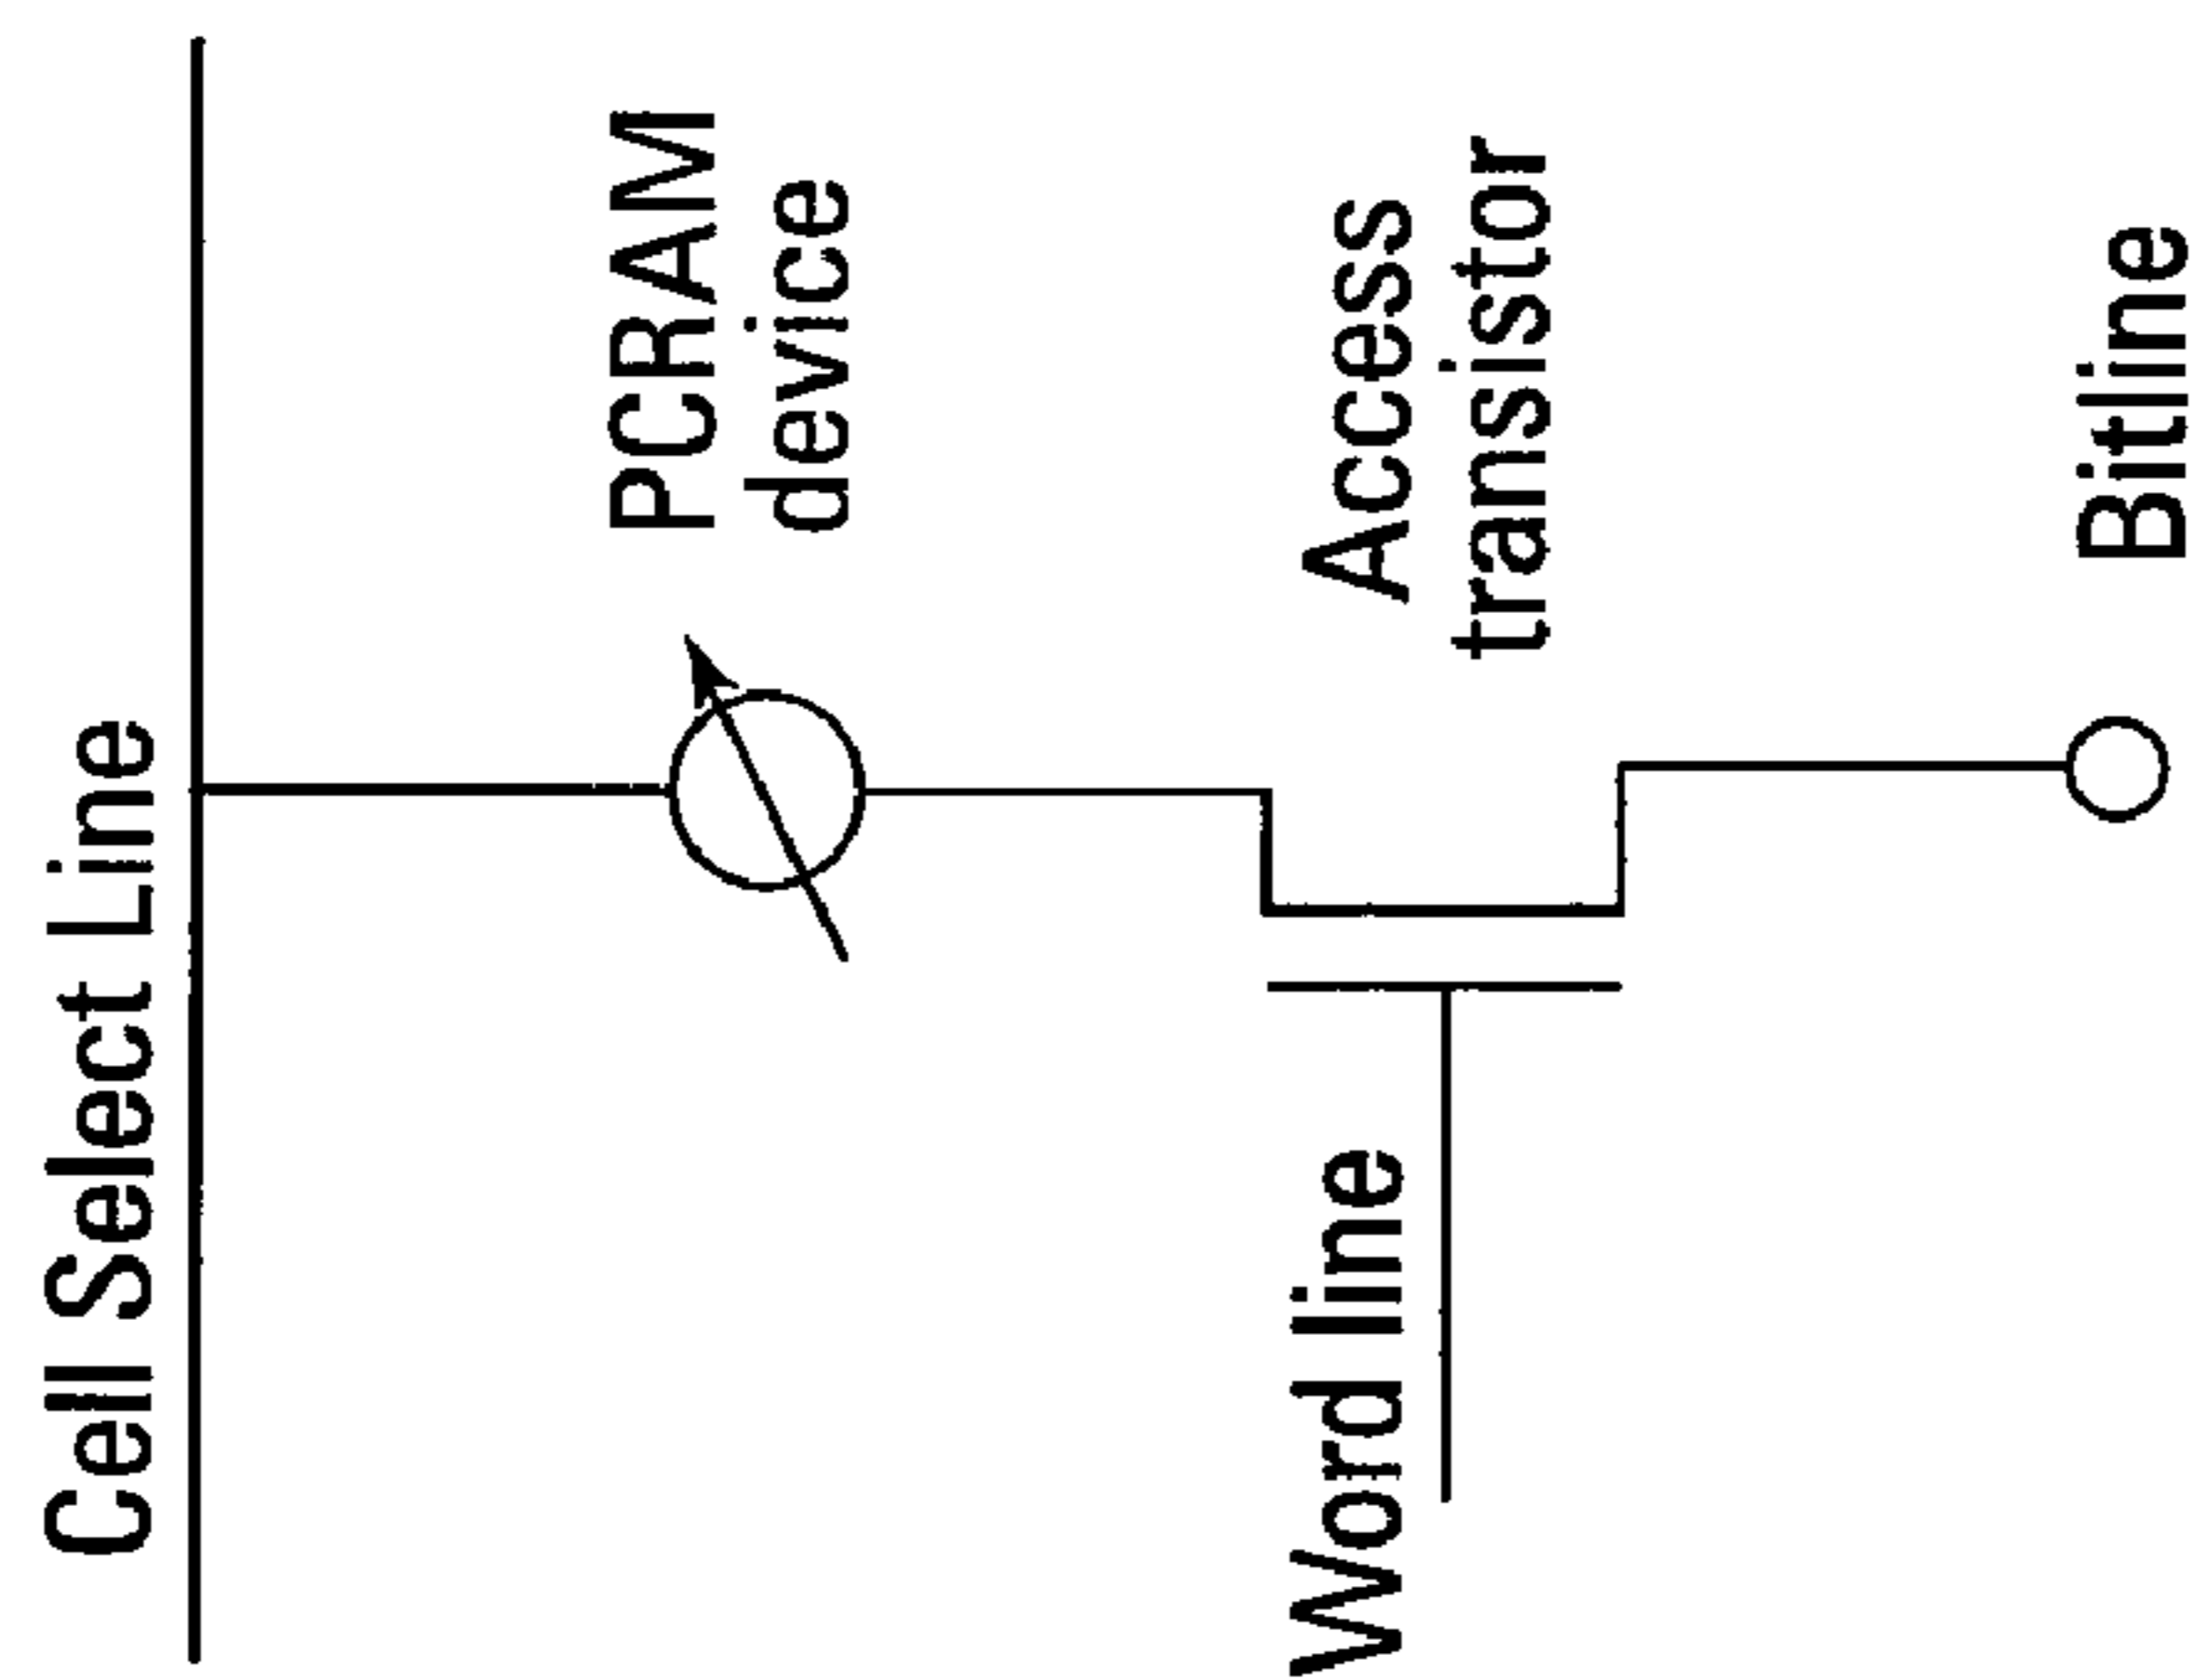 Cell Select Line
PCRAM
device
Access
transistor
Word line
Bitline